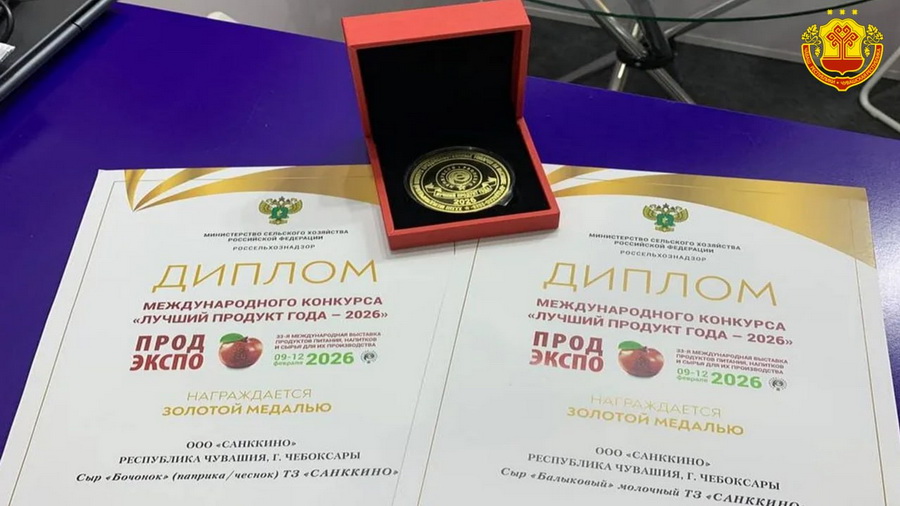 ЛУЧШИЙ ПРОДУКТ ГОДА
2026
МИНИСТЕРСТВО СЕЛЬСКОГО ХОЗЯЙСТВА
РОССИЙСКОЙ ФЕДЕРАЦИИ
РОССЕЛЬХОЗНАДЗОР
ДИПЛОМ
МЕЖДУНАРОДНОГО КОНКУРСА
«ЛУЧШИЙ ПРОДУКТ ГОДА – 2026»
ПРОД
ЭКСПО
33-Я МЕЖДУНАРОДНАЯ ВЫСТАВКА
ПРОДУКТОВ ПИТАНИЯ, НАПИТКОВ
И СЫРЬЯ ДЛЯ ИХ ПРОИЗВОДСТВА
09-12
февраля 2026
НАГРАЖДАЕТСЯ
ЗОЛОТОЙ МЕДАЛЬЮ
ООО «САНККИНО»
РЕСПУБЛИКА ЧУВАШИЯ, Г. ЧЕБОКСАРЫ
Сыр «Бочонок» (паприка/чеснок) ТЗ «САНККИНО»
МИНИСТЕРСТВО СЕЛЬСКОГО ХОЗЯЙСТВА
РОССИЙСКОЙ ФЕДЕРАЦИИ
РОССЕЛЬХОЗНАДЗОР
ДИПЛОМ
МЕЖДУНАРОДНОГО КОНКУРСА
«ЛУЧШИЙ ПРОДУКТ ГОДА – 2026»
ПРОД
ЭКСПО
33-Я МЕЖДУНАРОДНАЯ ВЫСТАВКА
ПРОДУКТОВ ПИТАНИЯ, НАПИТКОВ
И СЫРЬЯ ДЛЯ ИХ ПРОИЗВОДСТВА
09-12
февраля 2026
НАГРАЖДАЕТСЯ
ЗОЛОТОЙ МЕДАЛЬЮ
ООО «САНККИНО»
РЕСПУБЛИКА ЧУВАШИЯ, Г. ЧЕБОКСАРЫ
Сыр «Балыковый» молочный ТЗ «САНККИНО